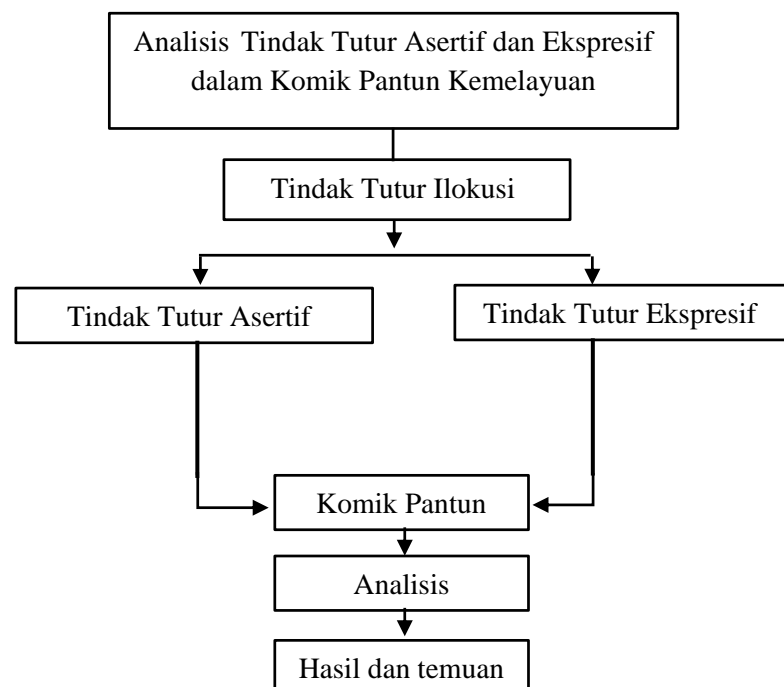 Analisis Tindak Tutur Asertif dan Ekspresif
dalam Komik Pantun Kemelayuan
Tindak Tutur Ilokusi
Tindak Tutur Asertif
Tindak Tutur Ekspresif
Komik Pantun
Analisis
Hasil dan temuan